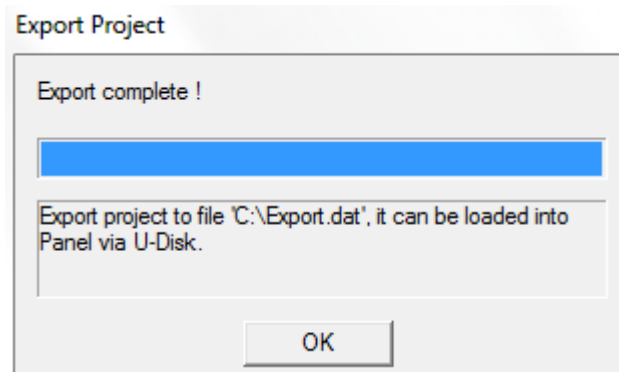 Export Project
Export complete !
Export project to file 'C:\Export.dat', it can be loaded into
Panel via U-Disk.
OK